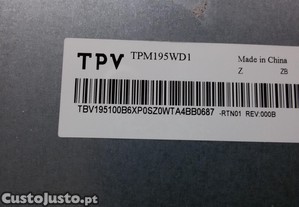 TPV TPM195WD1
Made in China
Z ZB
TBV195100B6XP0SZ0WTA4BB0687 -RTN01 REV:000B
CustoJusto.pt